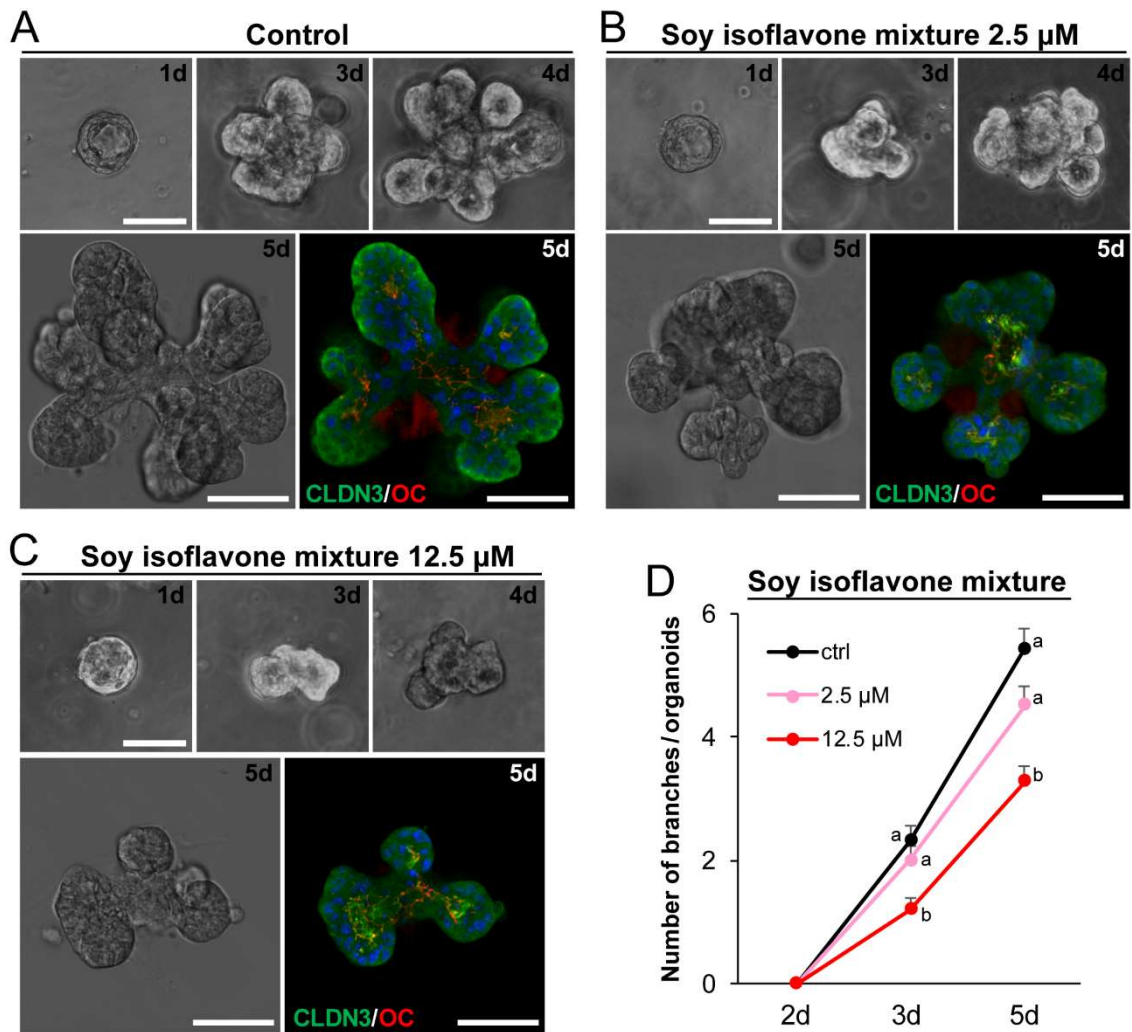 A
Control
1d
3d
4d
5d
5d
CLDN3/OC
B
Soy isoflavone mixture 2.5 µM
1d
3d
4d
5d
5d
CLDN3/OC
C
Soy isoflavone mixture 12.5 µM
1d
3d
4d
5d
5d
CLDN3/OC
D
Soy isoflavone mixture
Number of branches/organoids
6
4
2
0
ctrl
2.5 µM
12.5 µM
a
a
b
a
a
b
2d
3d
5d